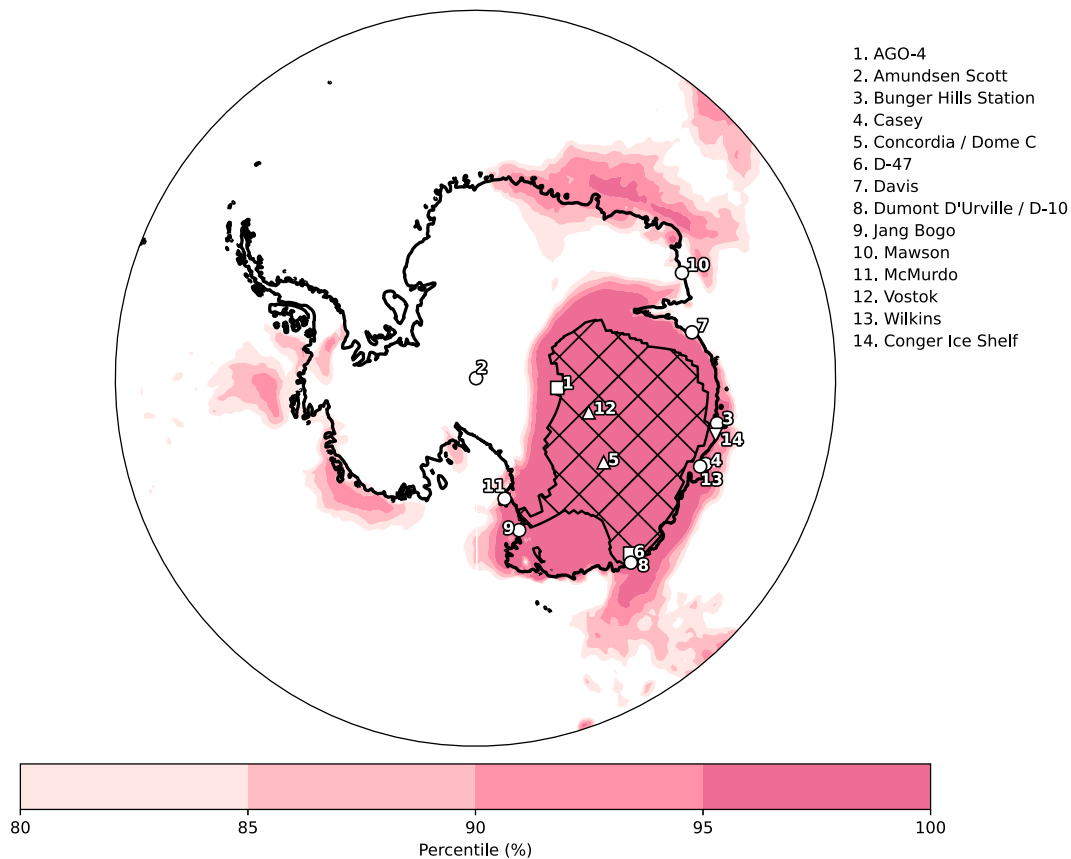 1. AGO-4
2. Amundsen Scott
3. Bunger Hills Station
4. Casey
5. Concordia / Dome C
6. D-47
7. Davis
8. Dumont D'Urville / D-10
9. Jang Bogo
10. Mawson
11. McMurdo
12. Vostok
13. Wilkins
14. Conger Ice Shelf
10
7
2
1
12
3
14
5
4
13
11
9
6
8
80 85 90 95 100
Percentile (%)